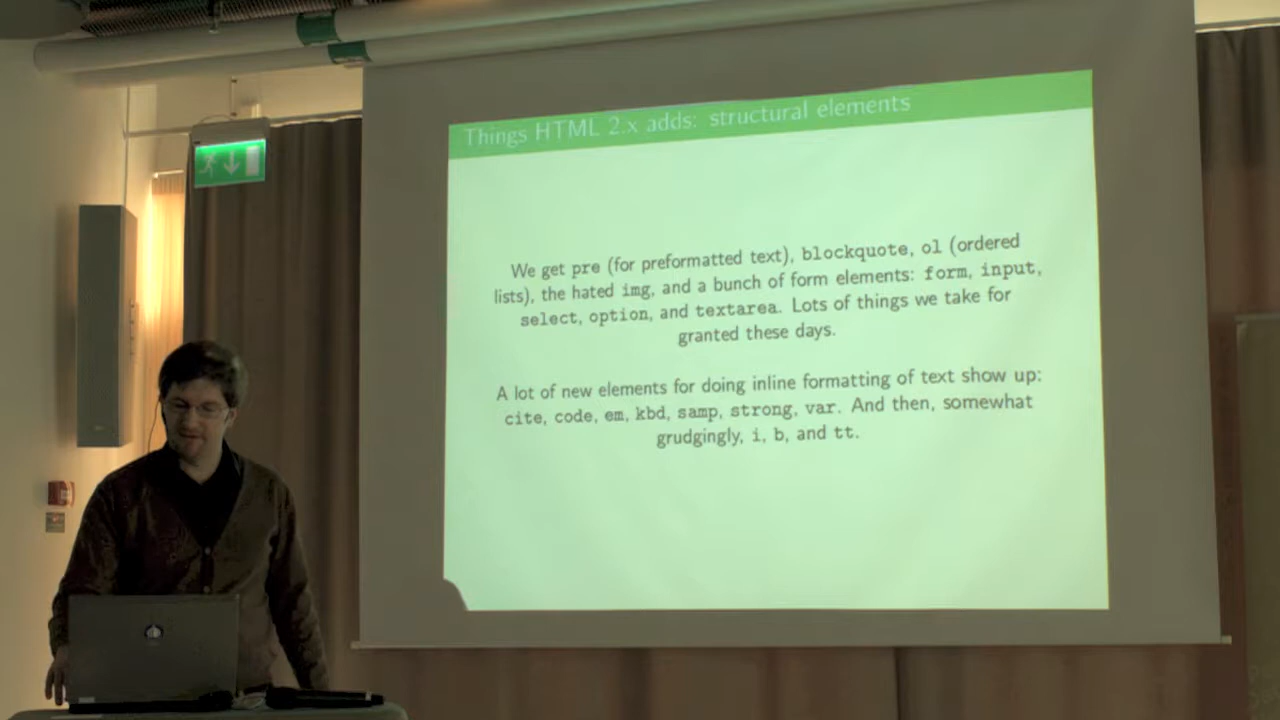 Things HTML 2.x adds: structural elements
We get pre (for preformatted text), blockquote, ol (ordered
lists), the hated img, and a bunch of form elements: form, input,
select, option, and textarea. Lots of things we take for
granted these days.
A lot of new elements for doing inline formatting of text show up:
cite, code, em, kbd, samp, strong, var. And then, somewhat
grudgingly, i, b, and tt.